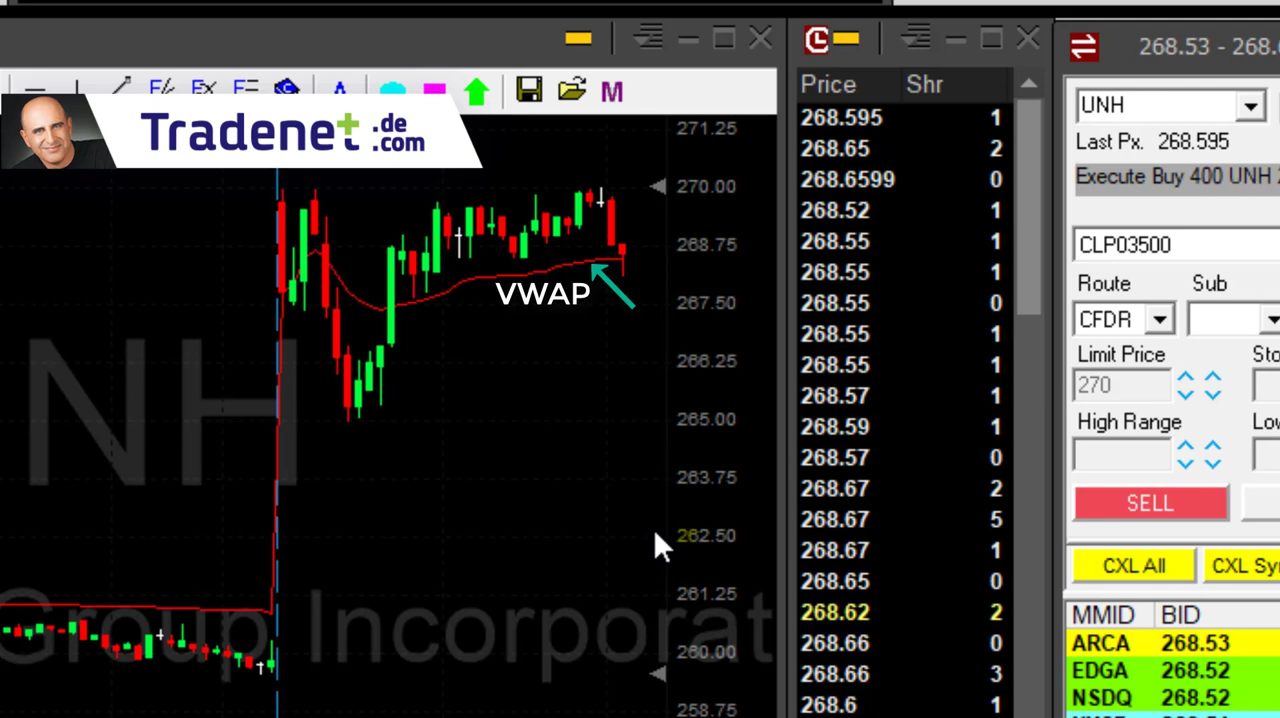 268.53 - 268.
Price Shr
UNH
Last Px. 268.595
Execute Buy 400 UNH 2
CLP03500
Route Sub
CFDR
Limit Price Sto
270
High Range Lo
SELL
CXL All CXL Sy
MMID BID
ARCA 268.53
EDGA 268.52
NSDQ 268.52
M
Tradenet .de
.com
271.25
270.00
268.75
267.50
266.25
265.00
263.75
262.50
261.25
260.00
258.75
VWAP
NH
Group Incorporat
268.595 1
268.65 2
268.6599 0
268.52 1
268.55 1
268.55 1
268.55 0
268.55 1
268.55 1
268.57 1
268.59 1
268.57 0
268.67 2
268.67 5
268.67 1
268.65 0
268.62 2
268.66 0
268.66 3
268.6 1